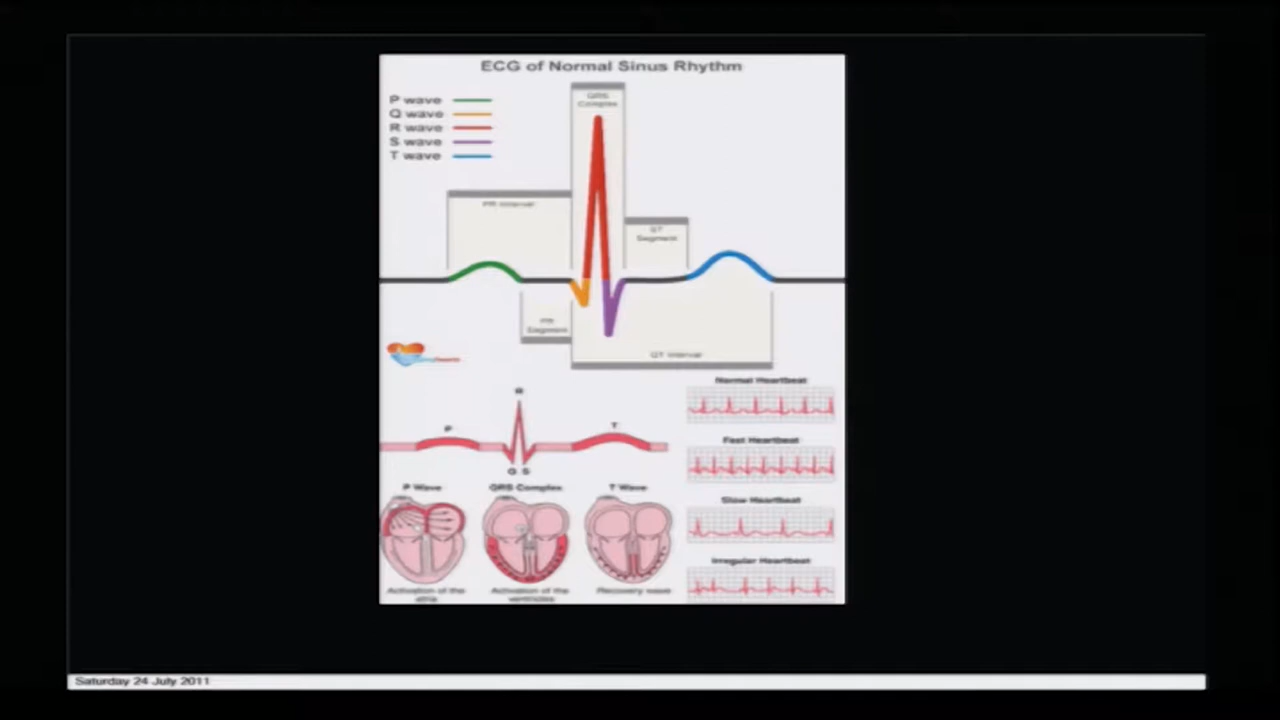 ECG of Normal Sinus Rhythm
P wave
Q wave
R wave
S wave
T wave
QRS
Complex
PR Interval
ST
Segment
PR
Segment
QT Interval
Normal Heartbeat
R
P
T
Q S
Fast Heartbeat
P Wave
QRS Complex
T Wave
Slow Heartbeat
Irregular Heartbeat
Activation of the
atria
Activation of the
ventricles
Recovery wave
Saturday 24 July 2011